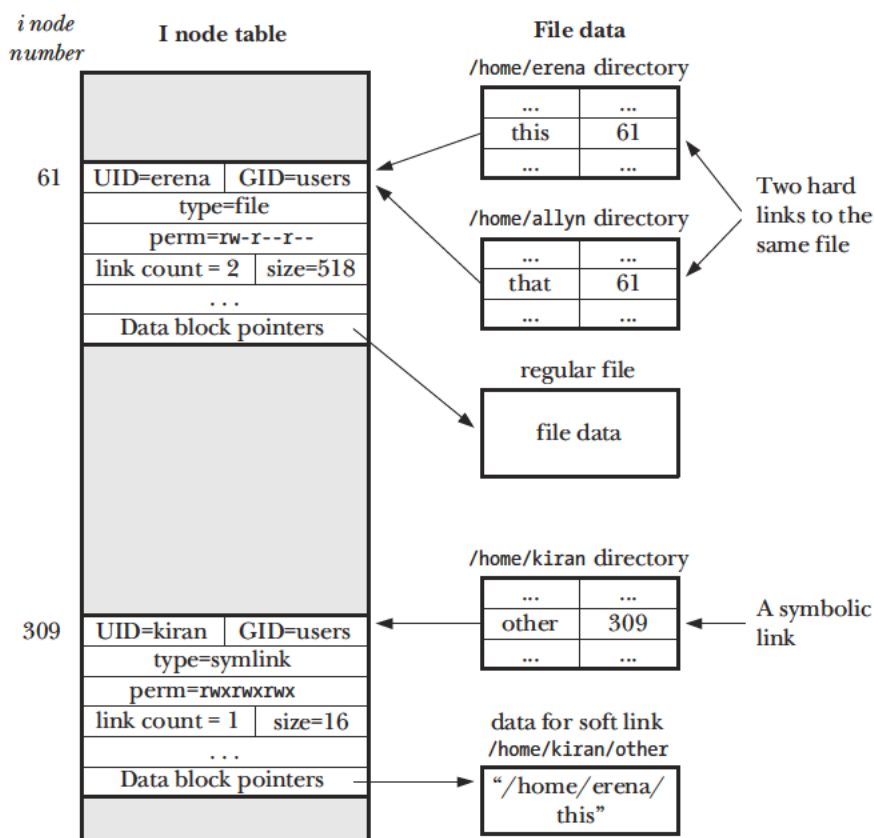 i node
number
I node table
File data
/home/erena directory
... ...
this 61
... ...
61
UID=erena GID=users
type=file
perm=rw-r--r--
link count = 2 size=518
. . .
Data block pointers
/home/allyn directory
... ...
that 61
... ...
Two hard
links to the
same file
regular file
file data
/home/kiran directory
... ...
other 309
... ...
A symbolic
link
309
UID=kiran GID=users
type=symlink
perm=rwxrwxrwx
link count = 1 size=16
. . .
Data block pointers
data for soft link
/home/kiran/other
“/home/erena/
this”